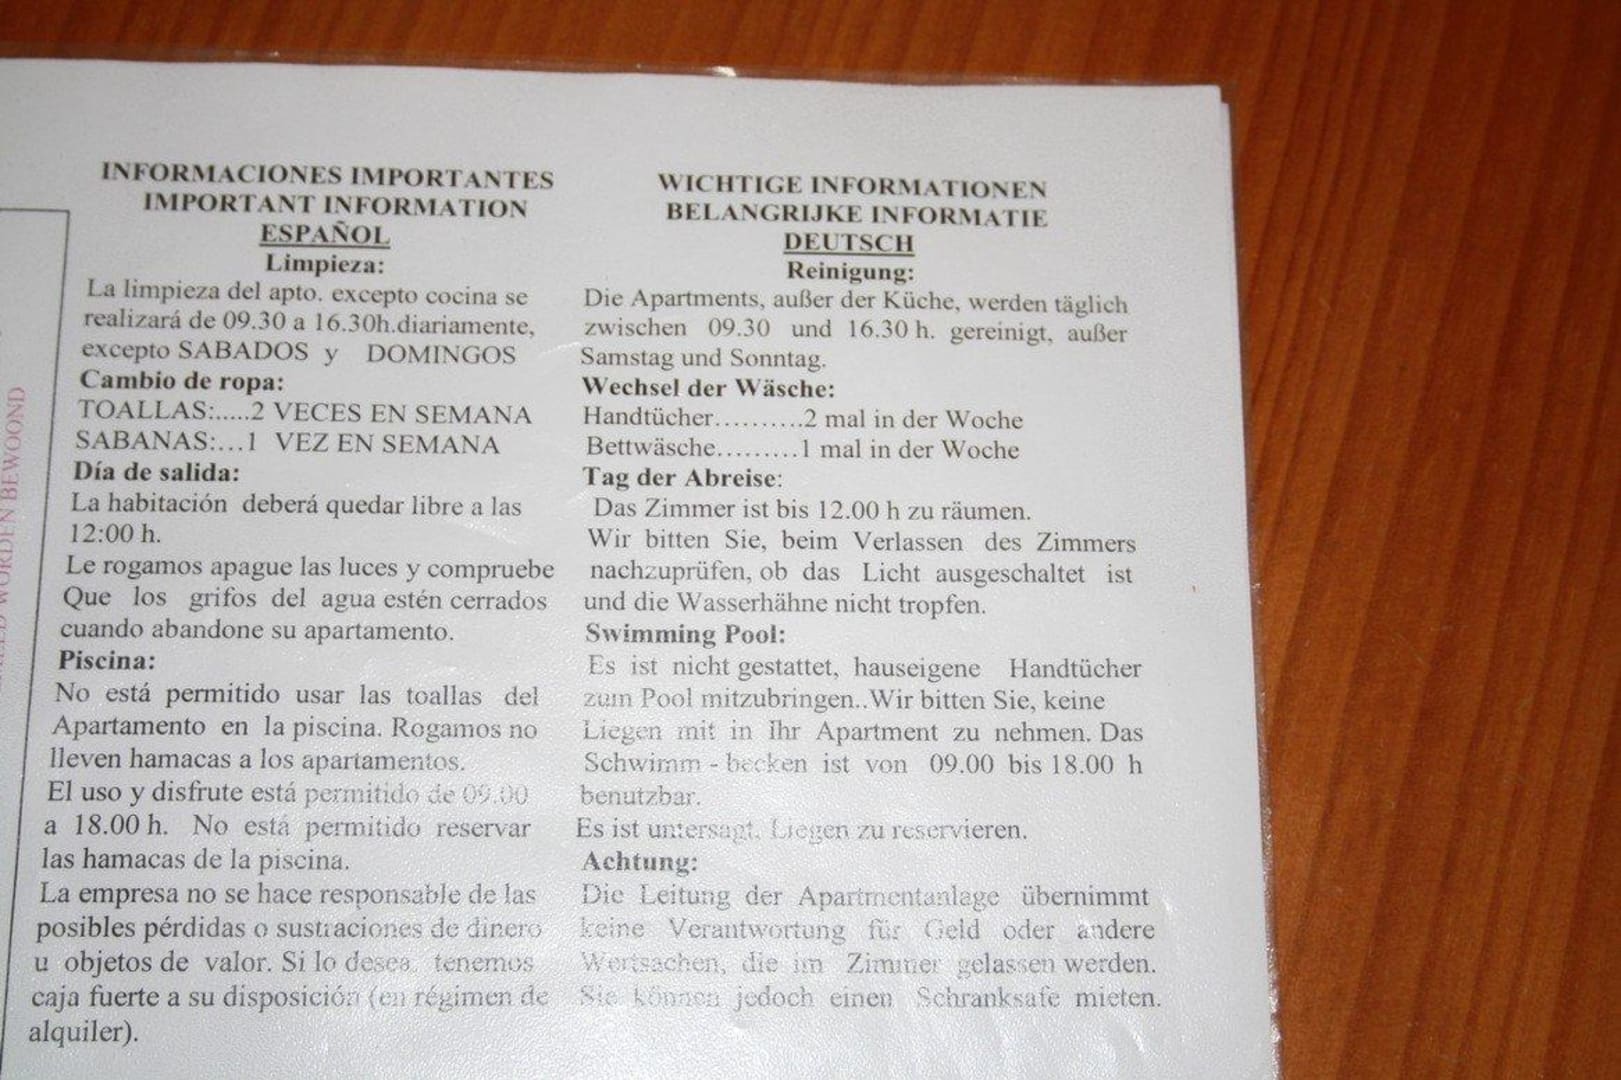 INFORMACIONES IMPORTANTES
IMPORTANT INFORMATION
ESPAÑOL
Limpieza:
La limpieza del apto. excepto cocina se
realizará de 09.30 a 16.30h.diariamente,
excepto SABADOS y DOMINGOS
Cambio de ropa:
TOALLAS:.....2 VECES EN SEMANA
SABANAS:...1 VEZ EN SEMANA
Día de salida:
La habitación deberá quedar libre a las
12:00 h.
Le rogamos apague las luces y compruebe
Que los grifos del agua estén cerrados
cuando abandone su apartamento.
Piscina:
No está permitido usar las toallas del
Apartamento en la piscina. Rogamos no
lleven hamacas a los apartamentos.
El uso y disfrute está permitido de 09.00
a 18.00 h. No está permitido reservar
las hamacas de la piscina.
La empresa no se hace responsable de las
posibles pérdidas o sustraciones de dinero
u objetos de valor. Si lo desea, tenemos
caja fuerte a su disposición (en régimen de
alquiler).
WICHTIGE INFORMATIONEN
BELANGRIJKE INFORMATIE
DEUTSCH
Reinigung:
Die Apartments, außer der Küche, werden täglich
zwischen 09.30 und 16.30 h. gereinigt, außer
Samstag und Sonntag.
Wechsel der Wäsche:
Handtücher..........2 mal in der Woche
Bettwäsche.........1 mal in der Woche
Tag der Abreise:
Das Zimmer ist bis 12.00 h zu räumen.
Wir bitten Sie, beim Verlassen des Zimmers
nachzuprüfen, ob das Licht ausgeschaltet ist
und die Wasserhähne nicht tropfen.
Swimming Pool:
Es ist nicht gestattet, hauseigene Handtücher
zum Pool mitzubringen..Wir bitten Sie, keine
Liegen mit in Ihr Apartment zu nehmen. Das
Schwimm - becken ist von 09.00 bis 18.00 h
benutzbar.
Es ist untersagt, Liegen zu reservieren.
Achtung:
Die Leitung der Apartmentanlage übernimmt
keine Verantwortung für Geld oder andere
Wertsachen, die im Zimmer gelassen werden.
Sie können jedoch einen Schranksafe mieten.
WORDEN BEWOOND